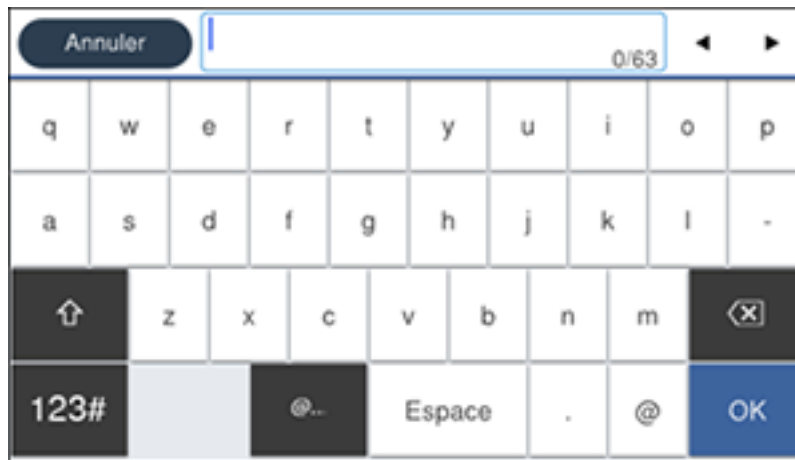 Annuler 0/63
q w e r t y u i o p
a s d f g h j k l -
z x c v b n m
123# @... Espace . @ OK